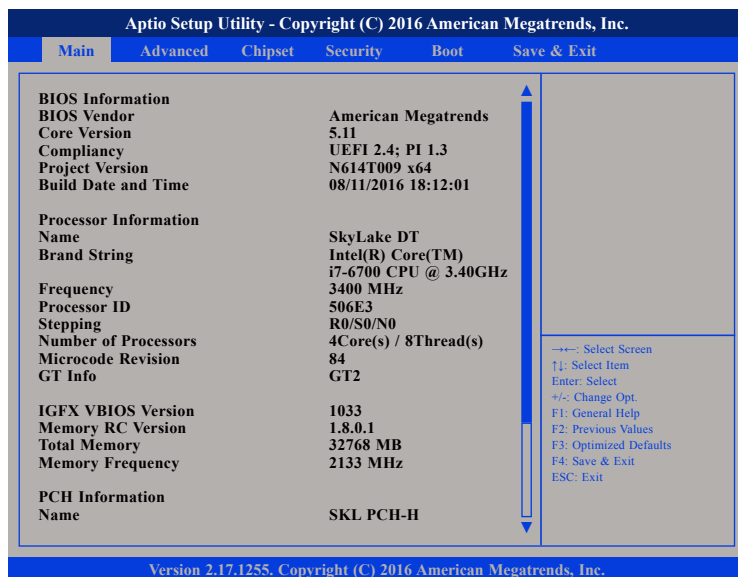 Aptio Setup Utility - Copyright (C) 2016 American Megatrends, Inc.
Main Advanced Chipset Security Boot Save & Exit
BIOS Information
BIOS Vendor American Megatrends
Core Version 5.11
Compliancy UEFI 2.4; PI 1.3
Project Version N614T009 x64
Build Date and Time 08/11/2016 18:12:01
Processor Information
Name SkyLake DT
Brand String Intel(R) Core(TM)
i7-6700 CPU @ 3.40GHz
Frequency 3400 MHz
Processor ID 506E3
Stepping R0/S0/N0
Number of Processors 4Core(s) / 8Thread(s)
Microcode Revision 84
GT Info GT2
IGFX VBIOS Version 1033
Memory RC Version 1.8.0.1
Total Memory 32768 MB
Memory Frequency 2133 MHz
PCH Information
Name SKL PCH-H
→←: Select Screen
↑↓: Select Item
Enter: Select
+/-: Change Opt.
F1: General Help
F2: Previous Values
F3: Optimized Defaults
F4: Save & Exit
ESC: Exit
Version 2.17.1255. Copyright (C) 2016 American Megatrends, Inc.